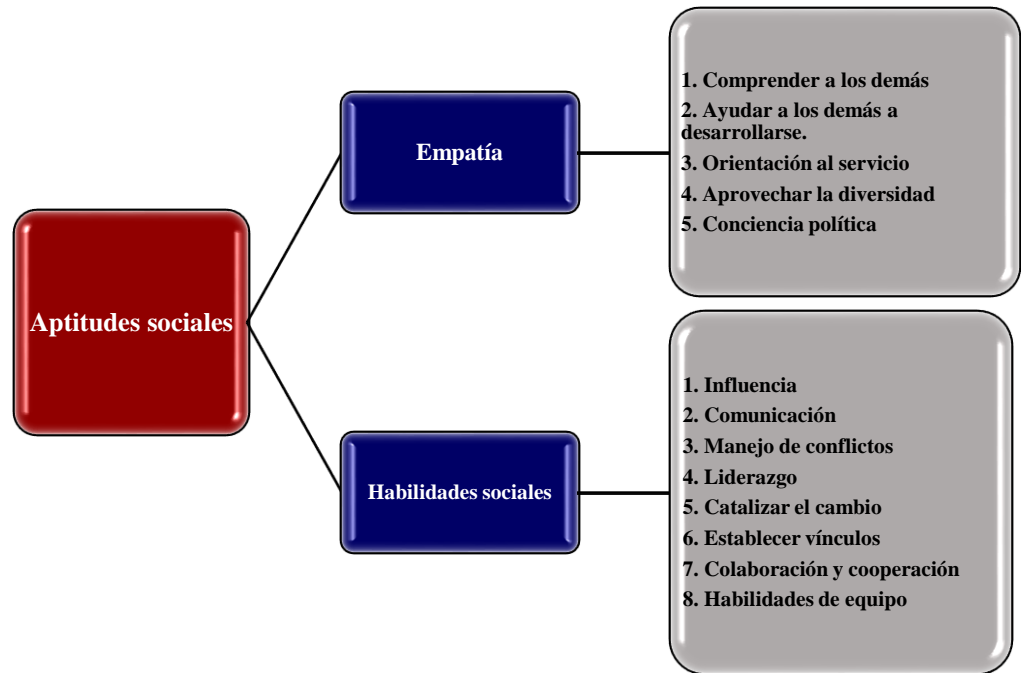 Aptitudes sociales
Empatía
1. Comprender a los demás
2. Ayudar a los demás a
desarrollarse.
3. Orientación al servicio
4. Aprovechar la diversidad
5. Conciencia política
Habilidades sociales
1. Influencia
2. Comunicación
3. Manejo de conflictos
4. Liderazgo
5. Catalizar el cambio
6. Establecer vínculos
7. Colaboración y cooperación
8. Habilidades de equipo